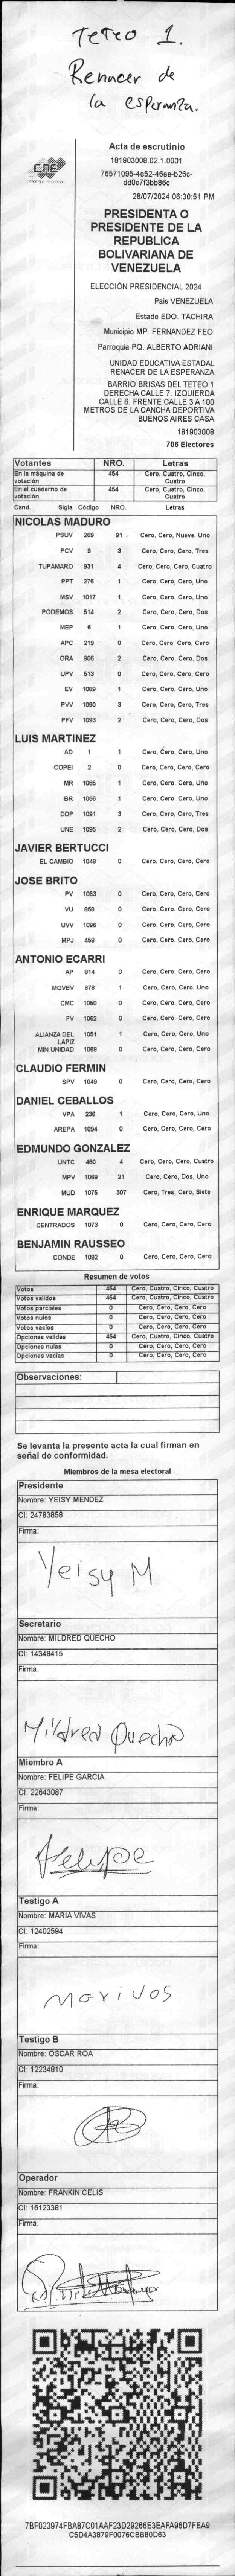 Teteo 1.
Renacer de
la esperanza.
CNE
Acta de escrutinio
181903008.02.1.0001
76571095-4e52-46ee-b26c-
dd0c7f3bb86c
28/07/2024 06:30:51 PM
PRESIDENTA O
PRESIDENTE DE LA
REPUBLICA
BOLIVARIANA DE
VENEZUELA
ELECCIÓN PRESIDENCIAL 2024
Pais VENEZUELA
Estado EDO. TACHIRA
Municipio MP. FERNANDEZ FEO
Parroquia PQ. ALBERTO ADRIANI
UNIDAD EDUCATIVA ESTADAL
RENACER DE LA ESPERANZA
BARRIO BRISAS DEL TETEO 1
DERECHA CALLE 7. IZQUIERDA
CALLE 6. FRENTE CALLE 3 A 100
METROS DE LA CANCHA DEPORTIVA
BUENOS AIRES CASA
181903008
706 Electores
Votantes NRO. Letras
En la máquina de votación 454 Cero, Cuatro, Cinco, Cuatro
En el cuaderno de votación 454 Cero, Cuatro, Cinco, Cuatro
Cand. Sigla Código NRO. Letras
NICOLAS MADURO
PSUV 269 91 Cero, Cero, Nueve, Uno
PCV 9 3 Cero, Cero, Cero, Tres
TUPAMARO 931 4 Cero, Cero, Cero, Cuatro
PPT 276 1 Cero, Cero, Cero, Uno
MSV 1017 1 Cero, Cero, Cero, Uno
PODEMOS 514 2 Cero, Cero, Cero, Dos
MEP 6 1 Cero, Cero, Cero, Uno
APC 219 0 Cero, Cero, Cero, Cero
ORA 906 2 Cero, Cero, Cero, Dos
UPV 513 0 Cero, Cero, Cero, Cero
EV 1089 1 Cero, Cero, Cero, Uno
PVV 1090 3 Cero, Cero, Cero, Tres
PFV 1093 2 Cero, Cero, Cero, Dos
LUIS MARTINEZ
AD 1 1 Cero, Cero, Cero, Uno
COPEI 2 0 Cero, Cero, Cero, Cero
MR 1065 1 Cero, Cero, Cero, Uno
BR 1066 1 Cero, Cero, Cero, Uno
DDP 1091 3 Cero, Cero, Cero, Tres
UNE 1095 2 Cero, Cero, Cero, Dos
JAVIER BERTUCCI
EL CAMBIO 1048 0 Cero, Cero, Cero, Cero
JOSE BRITO
PV 1053 0 Cero, Cero, Cero, Cero
VU 868 0 Cero, Cero, Cero, Cero
UVV 1096 0 Cero, Cero, Cero, Cero
MPJ 459 0 Cero, Cero, Cero, Cero
ANTONIO ECARRI
AP 814 0 Cero, Cero, Cero, Cero
MOVEV 878 1 Cero, Cero, Cero, Uno
CMC 1050 0 Cero, Cero, Cero, Cero
FV 1062 0 Cero, Cero, Cero, Cero
ALIANZA DEL LAPIZ 1051 1 Cero, Cero, Cero, Uno
MIN UNIDAD 1068 0 Cero, Cero, Cero, Cero
CLAUDIO FERMIN
SPV 1049 0 Cero, Cero, Cero, Cero
DANIEL CEBALLOS
VPA 236 1 Cero, Cero, Cero, Uno
AREPA 1094 0 Cero, Cero, Cero, Cero
EDMUNDO GONZALEZ
UNTC 460 4 Cero, Cero, Cero, Cuatro
MPV 1069 21 Cero, Cero, Dos, Uno
MUD 1075 307 Cero, Tres, Cero, Siete
ENRIQUE MARQUEZ
CENTRADOS 1073 0 Cero, Cero, Cero, Cero
BENJAMIN RAUSSEO
CONDE 1092 0 Cero, Cero, Cero, Cero
Resumen de votos
Votos 454 Cero, Cuatro, Cinco, Cuatro
Votos validos 454 Cero, Cuatro, Cinco, Cuatro
Votos parciales 0 Cero, Cero, Cero, Cero
Votos nulos 0 Cero, Cero, Cero, Cero
Votos vacios 0 Cero, Cero, Cero, Cero
Opciones validas 454 Cero, Cuatro, Cinco, Cuatro
Opciones nulas 0 Cero, Cero, Cero, Cero
Opciones vacias 0 Cero, Cero, Cero, Cero
Observaciones:
Se levanta la presente acta la cual firman en
señal de conformidad.
Miembros de la mesa electoral
Presidente
Nombre: YEISY MENDEZ
CI: 24783858
Firma:
Yeisy M
Secretario
Nombre: MILDRED QUECHO
CI: 14348415
Firma:
Mildred Quecho
Miembro A
Nombre: FELIPE GARCIA
CI: 22643087
Firma:
Felipe
Testigo A
Nombre: MARIA VIVAS
CI: 12402594
Firma:
Testigo B
Nombre: OSCAR ROA
CI: 12234810
Firma:
Operador
Nombre: FRANKIN CELIS
CI: 16123381
Firma:
7BF023974FBA87C01AAF23D29266E3EAFA96D7FEA9
C5D4A3879F0076CBB80D63